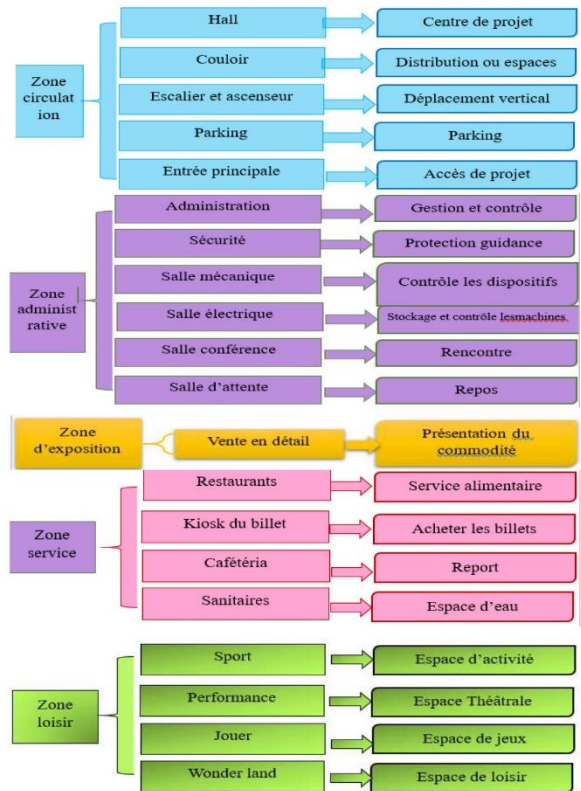 Zone
circulat
ion
Hall
Centre de projet
Couloir
Distribution ou espaces
Escalier et ascenseur
Déplacement vertical
Parking
Parking
Entrée principale
Accès de projet
Zone
administ
rative
Administration
Gestion et contrôle
Sécurité
Protection guidance
Salle mécanique
Contrôle les dispositifs
Salle électrique
Stockage et contrôle lesmachines
Salle conférence
Rencontre
Salle d'attente
Repos
Zone
d'exposition
Vente en détail
Présentation du
commodité
Zone
service
Restaurants
Service alimentaire
Kiosk du billet
Acheter les billets
Cafétéria
Report
Sanitaires
Espace d'eau
Zone
loisir
Sport
Espace d'activité
Performance
Espace Théâtrale
Jouer
Espace de jeux
Wonder land
Espace de loisir